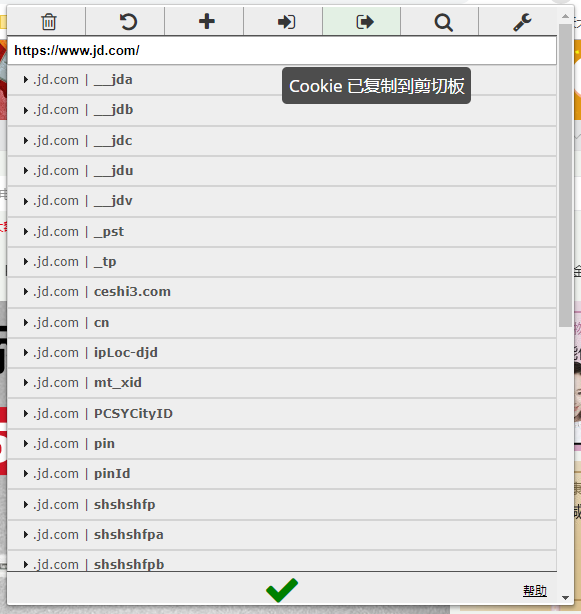 https://www.jd.com/
Cookie 已复制到剪切板
.jd.com | __jda
.jd.com | __jdb
.jd.com | __jdc
.jd.com | __jdu
.jd.com | __jdv
.jd.com | _pst
.jd.com | _tp
.jd.com | ceshi3.com
.jd.com | cn
.jd.com | ipLoc-djd
.jd.com | mt_xid
.jd.com | PCSYCityID
.jd.com | pin
.jd.com | pinId
.jd.com | shshshfp
.jd.com | shshshfpa
.jd.com | shshshfpb
帮助